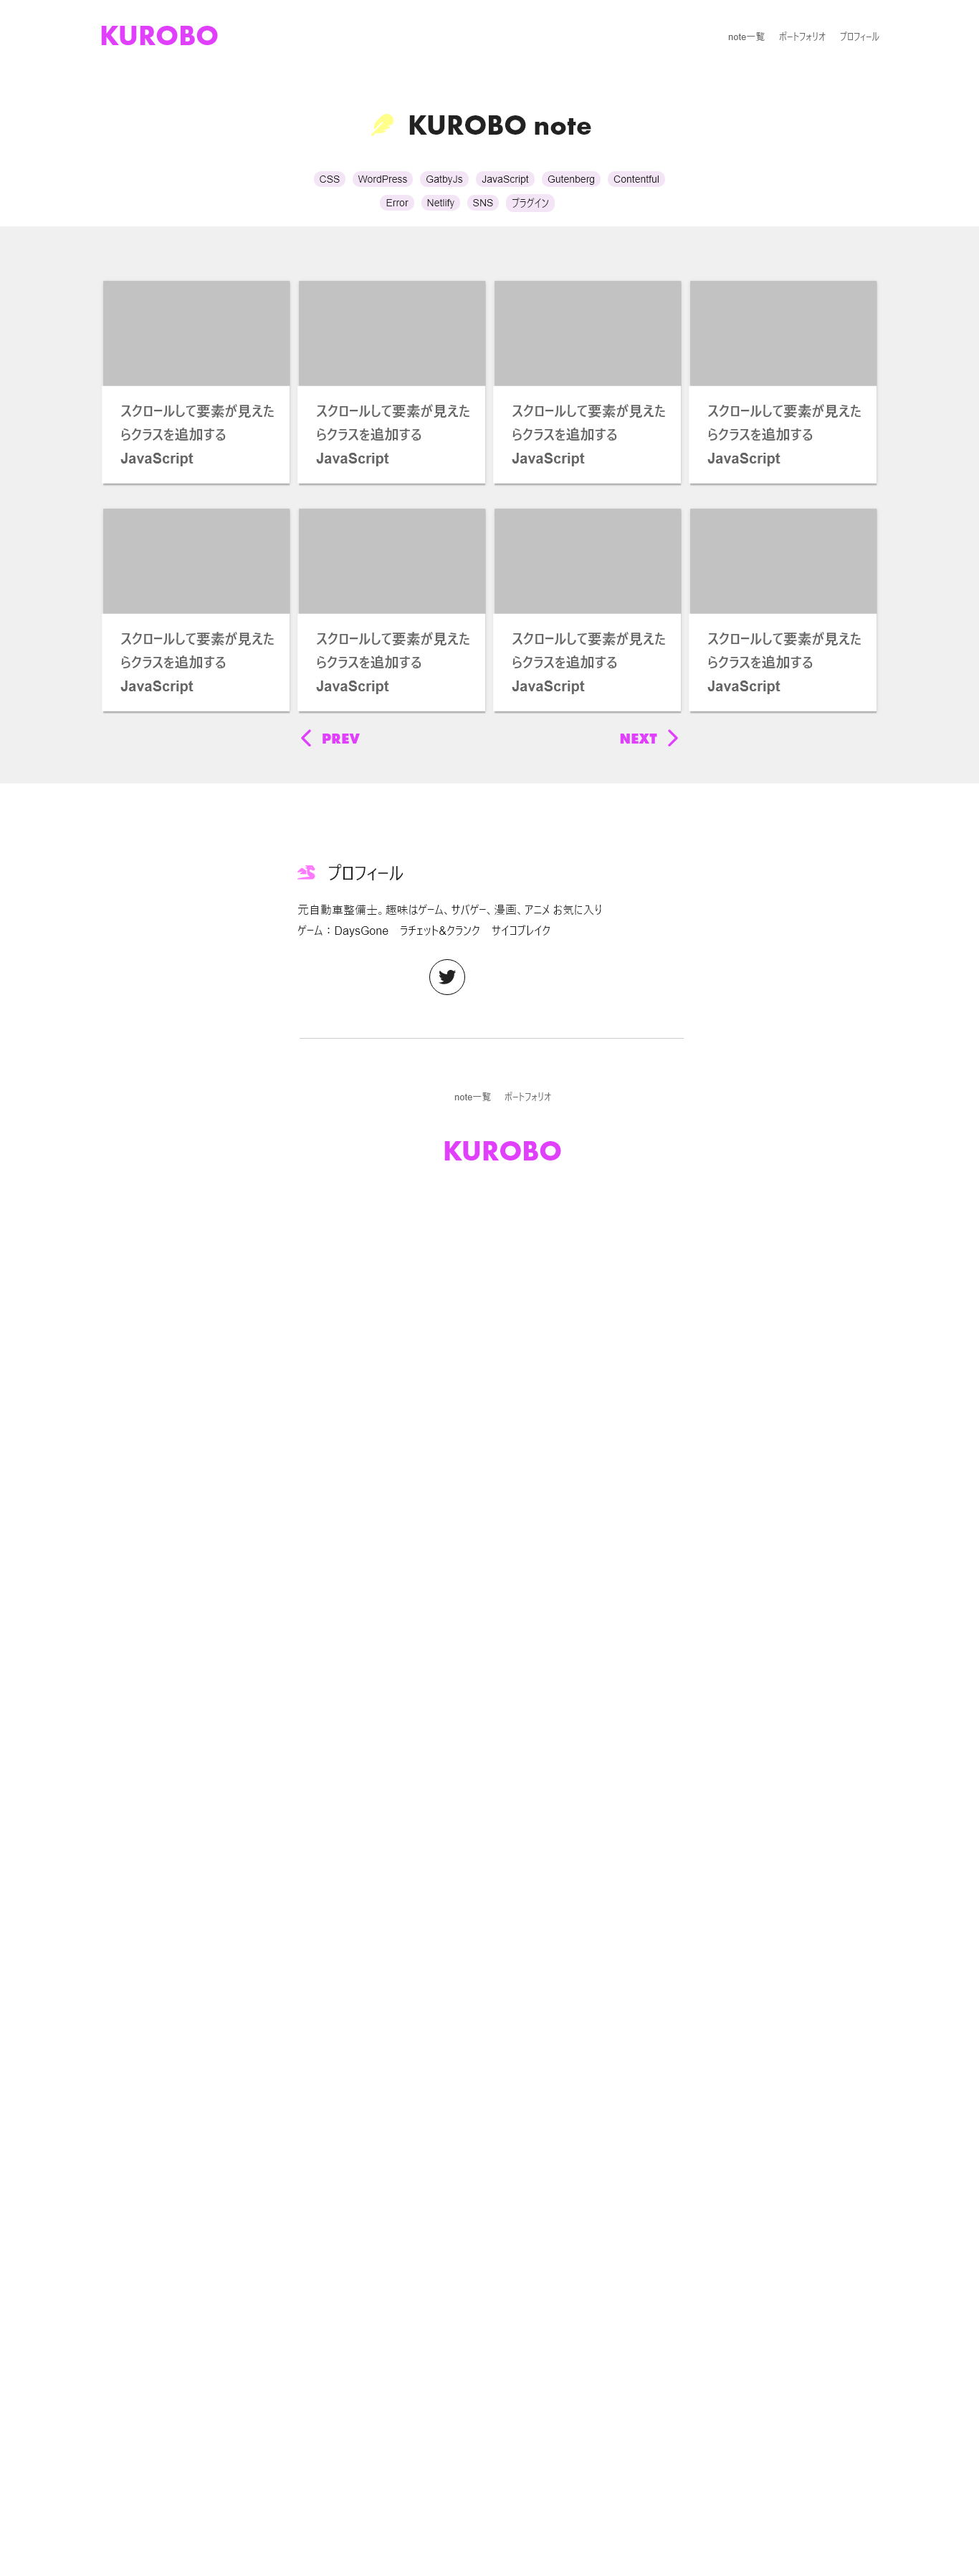 KUROBO
note一覧 ポートフォリオ プロフィール
KUROBO note
CSS WordPress GatbyJs JavaScript Gutenberg Contentful
Error Netlify SNS プラグイン
スクロールして要素が見えた
らクラスを追加する
JavaScript
スクロールして要素が見えた
らクラスを追加する
JavaScript
スクロールして要素が見えた
らクラスを追加する
JavaScript
スクロールして要素が見えた
らクラスを追加する
JavaScript
スクロールして要素が見えた
らクラスを追加する
JavaScript
スクロールして要素が見えた
らクラスを追加する
JavaScript
スクロールして要素が見えた
らクラスを追加する
JavaScript
スクロールして要素が見えた
らクラスを追加する
JavaScript
PREV NEXT
プロフィール
元自動車整備士。趣味はゲーム、サバゲー、漫画、アニメ お気に入り
ゲーム：DaysGone　ラチェット&クランク　サイコブレイク
note一覧 ポートフォリオ
KUROBO